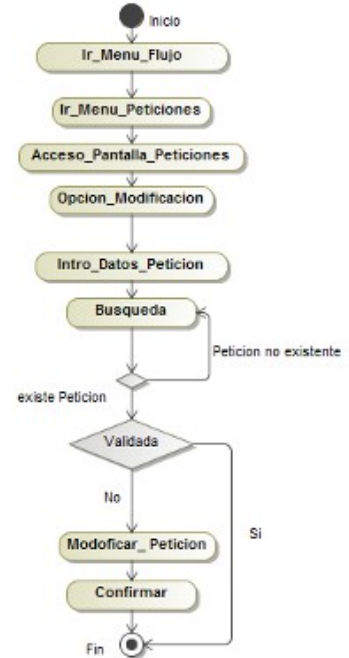 Inicio
Ir_Menu_Flujo
Ir_Menu_Peticiones
Acceso_Pantalla_Peticiones
Opcion_Modificacion
Intro_Datos_Peticion
Busqueda
Peticion no existente
existe Peticion
Validada
No
Si
Modoficar_ Peticion
Confirmar
Fin